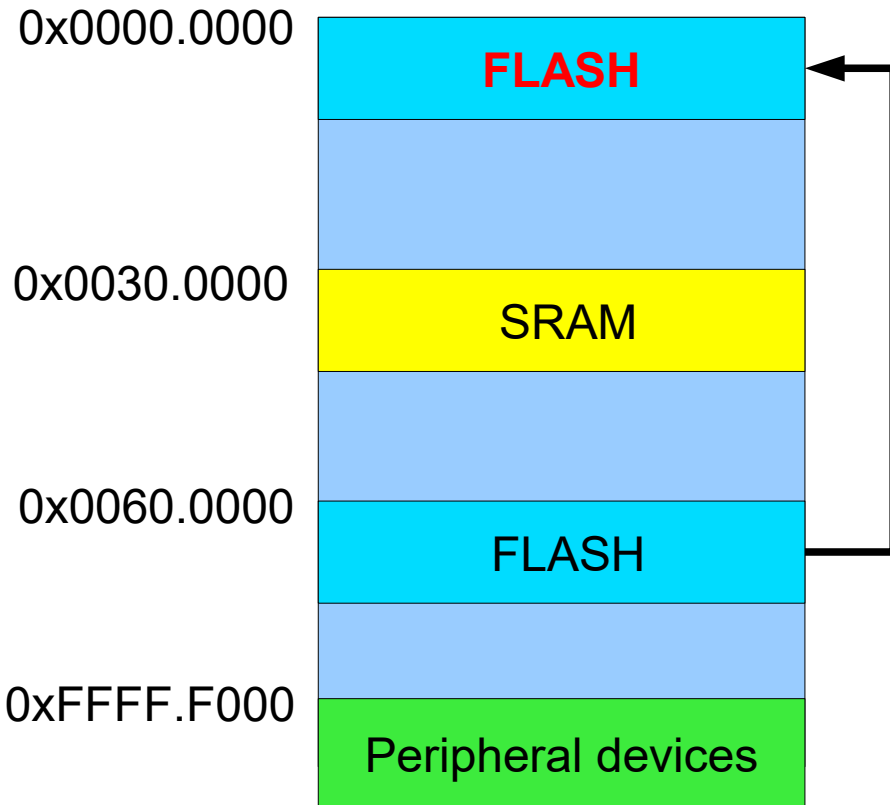 0x0000.0000
FLASH
0x0030.0000
SRAM
0x0060.0000
FLASH
0xFFFF.F000
Peripheral devices